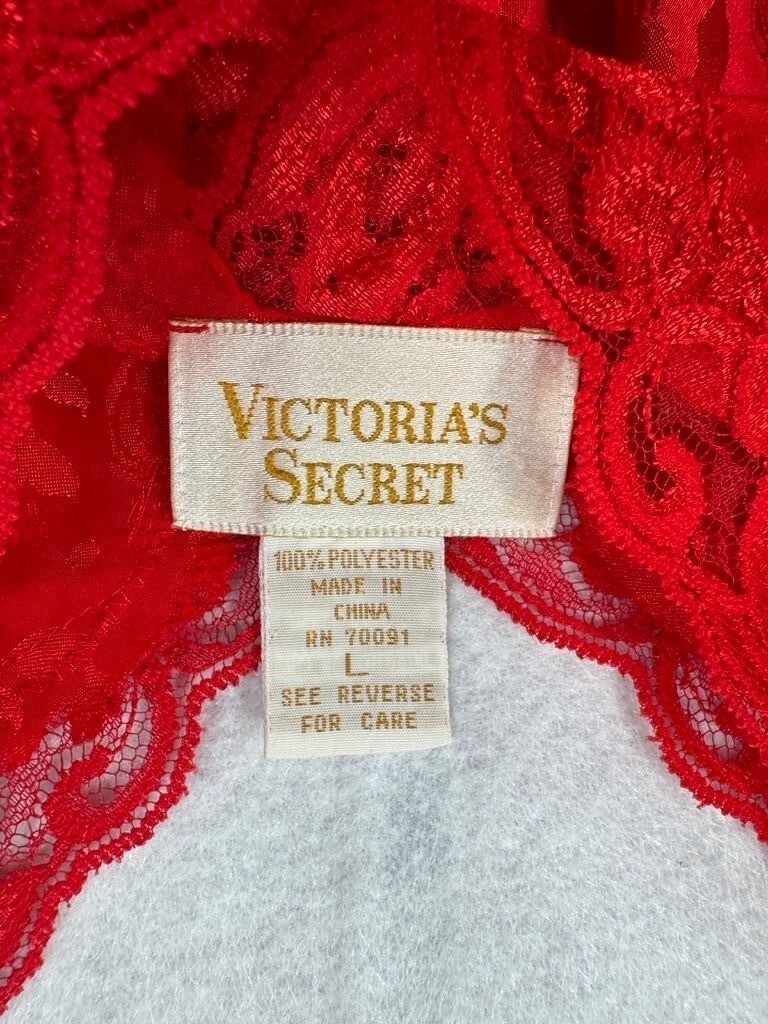 VICTORIA'S
SECRET
100% POLYESTER
MADE IN
CHINA
RN 70091
L
SEE REVERSE
FOR CARE